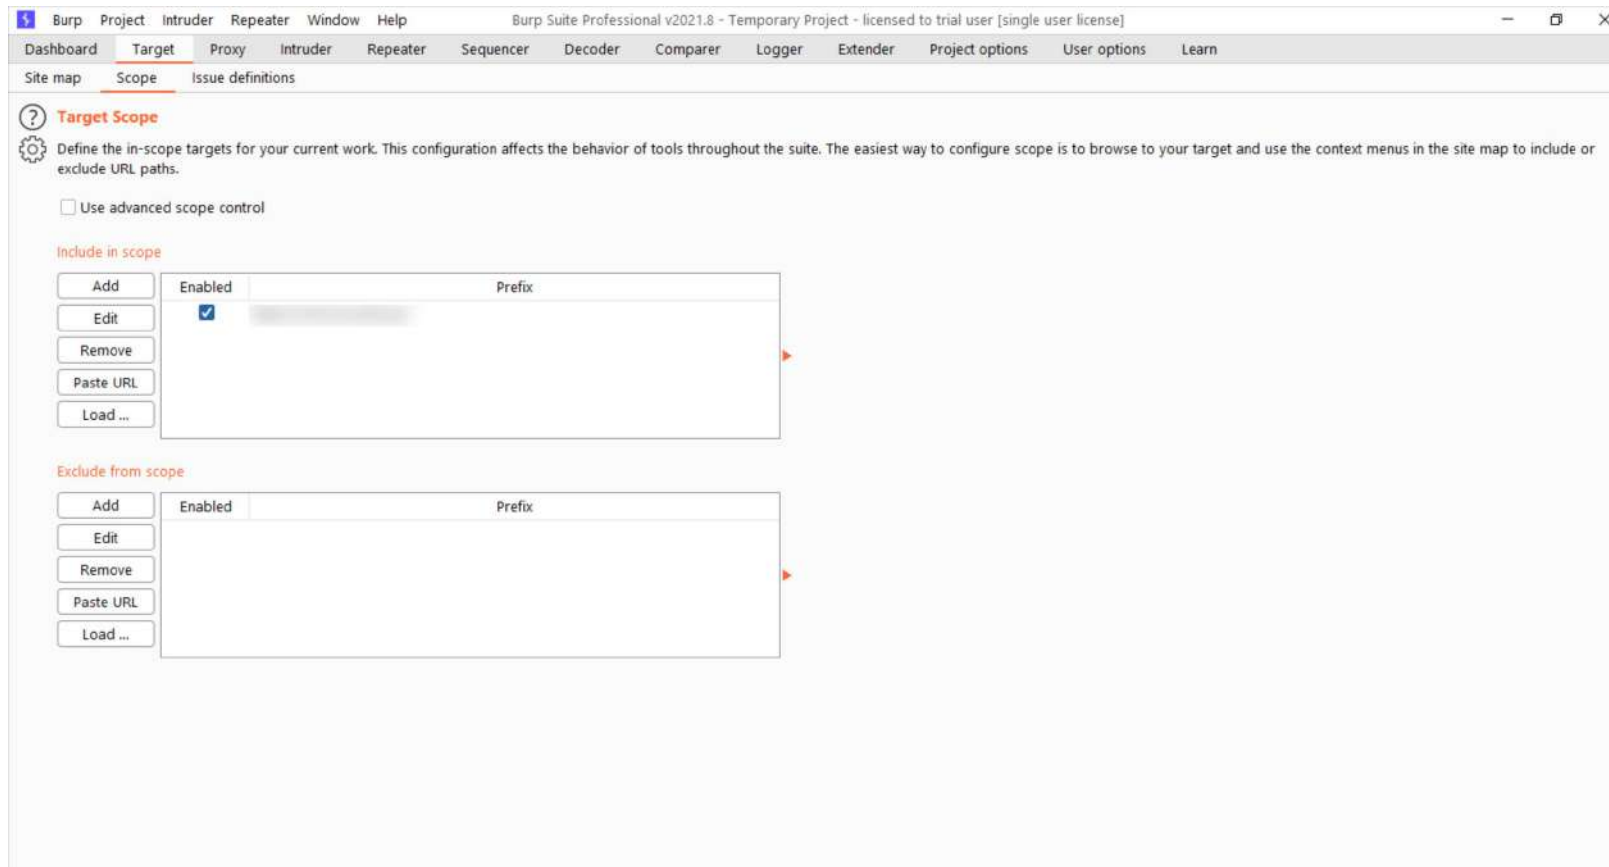 Burp Project Intruder Repeater Window Help Burp Suite Professional v2021.8 - Temporary Project - licensed to trial user [single user license]
Dashboard Target Proxy Intruder Repeater Sequencer Decoder Comparer Logger Extender Project options User options Learn
Site map Scope Issue definitions
? Target Scope
Define the in-scope targets for your current work. This configuration affects the behavior of tools throughout the suite. The easiest way to configure scope is to browse to your target and use the context menus in the site map to include or
exclude URL paths.
Use advanced scope control
Include in scope
Add Enabled Prefix
Edit
Remove
Paste URL
Load ...
Exclude from scope
Add Enabled Prefix
Edit
Remove
Paste URL
Load ...